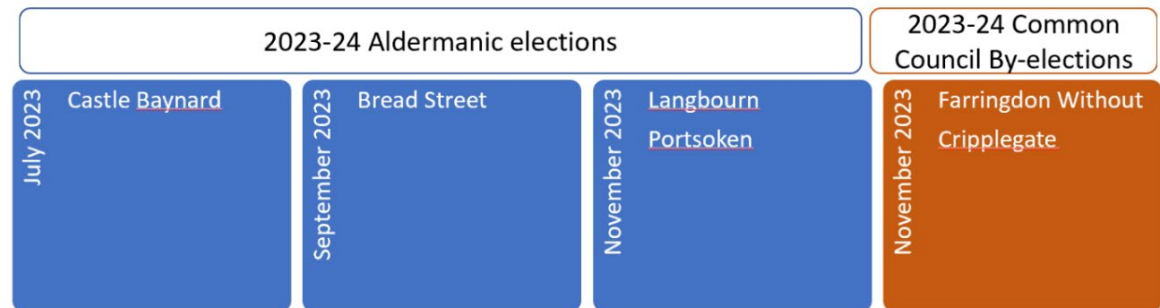 2023-24 Aldermanic elections
2023-24 Common
Council By-elections
July 2023
Castle Baynard
September 2023
Bread Street
November 2023
Langbourn
Portsoken
November 2023
Farringdon Without
Cripplegate